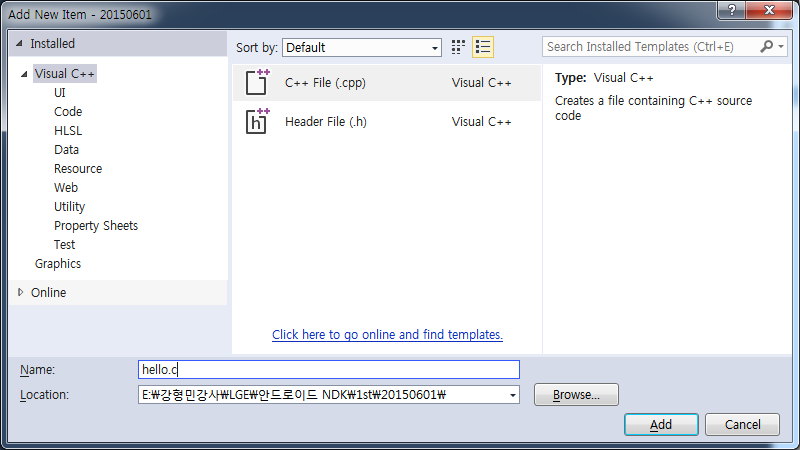 Add New Item - 20150601
Installed
Sort by: Default
Search Installed Templates (Ctrl+E)
Visual C++
UI
Code
HLSL
Data
Resource
Web
Utility
Property Sheets
Test
Graphics
Online
C++ File (.cpp) Visual C++
Header File (.h) Visual C++
Type: Visual C++
Creates a file containing C++ source
code
Click here to go online and find templates.
Name: hello.c
Location: E:₩강형민강사₩LGE₩안드로이드 NDK₩1st₩20150601₩
Browse...
Add Cancel